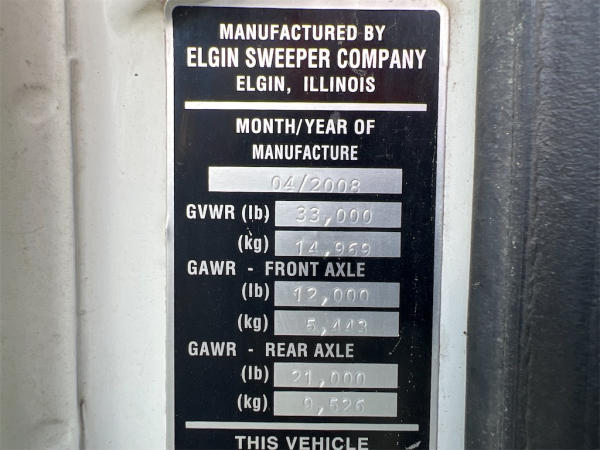 MANUFACTURED BY
ELGIN SWEEPER COMPANY
ELGIN, ILLINOIS
MONTH/YEAR OF
MANUFACTURE
04/2008
GVWR (lb) 33,000
(kg) 14,969
GAWR - FRONT AXLE
(lb) 12,000
(kg) 5,443
GAWR - REAR AXLE
(lb) 21,000
(kg) 9,526
THIS VEHICLE